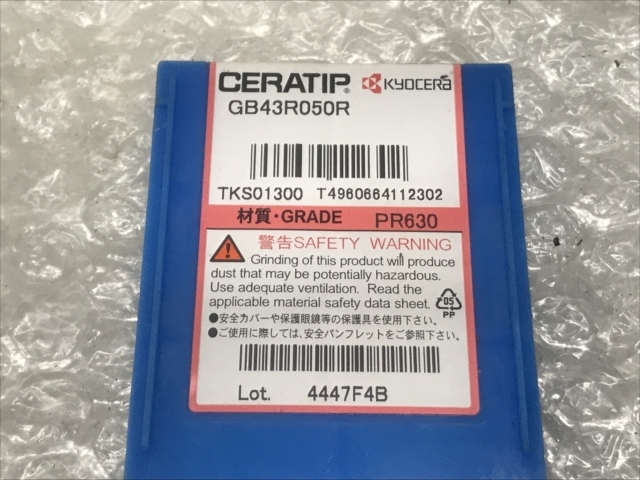 CERATIP® KYOCERA
GB43R050R
TKS01300 T4960664112302
材質・GRADE PR630
警告SAFETY WARNING
Grinding of this product will produce
dust that may be potentially hazardous.
Use adequate ventilation. Read the
applicable material safety data sheet.
05
PP
●安全カバーや保護眼鏡等の保護具を使用下さい。
●ご使用に際しては、安全パンフレットをご参照下さい。
Lot. 4447F4B